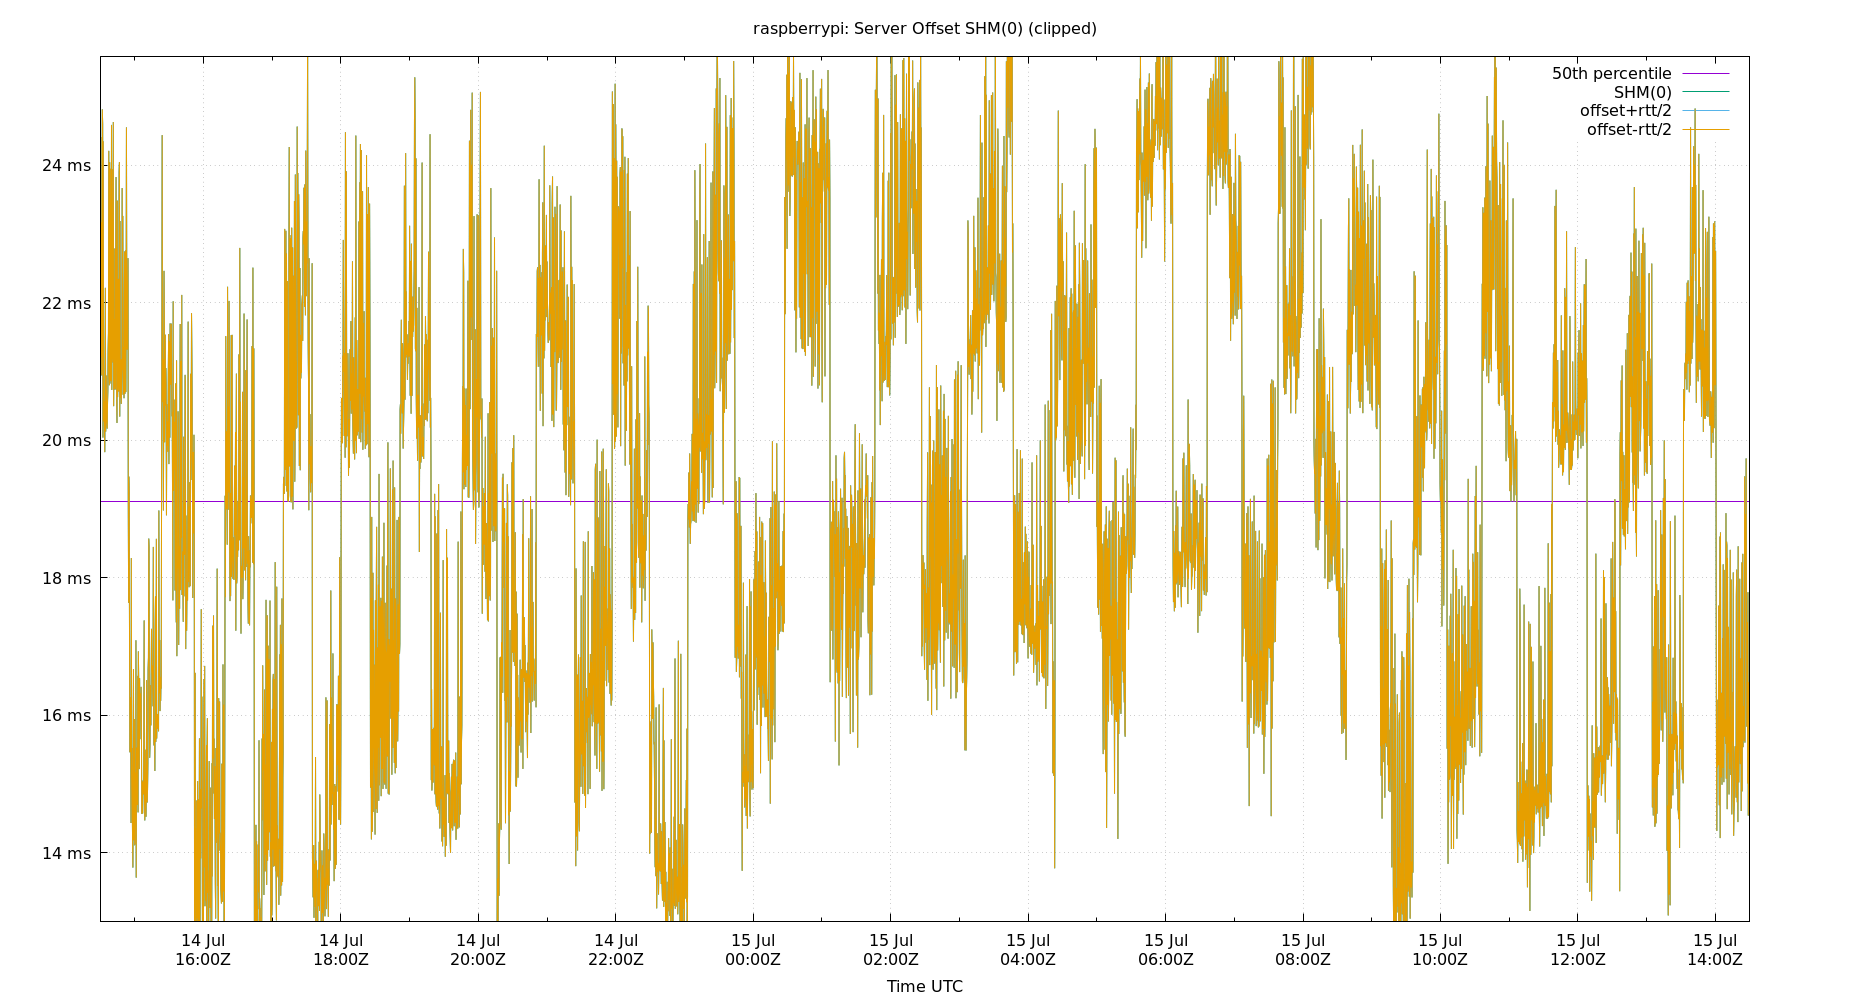 raspberrypi: Server Offset SHM(0) (clipped)
50th percentile
SHM(0)
offset+rtt/2
offset-rtt/2
24 ms
22 ms
20 ms
18 ms
16 ms
14 ms
14 Jul 14 Jul 14 Jul 14 Jul 15 Jul 15 Jul 15 Jul 15 Jul 15 Jul 15 Jul 15 Jul 15 Jul
16:00Z 18:00Z 20:00Z 22:00Z 00:00Z 02:00Z 04:00Z 06:00Z 08:00Z 10:00Z 12:00Z 14:00Z
Time UTC